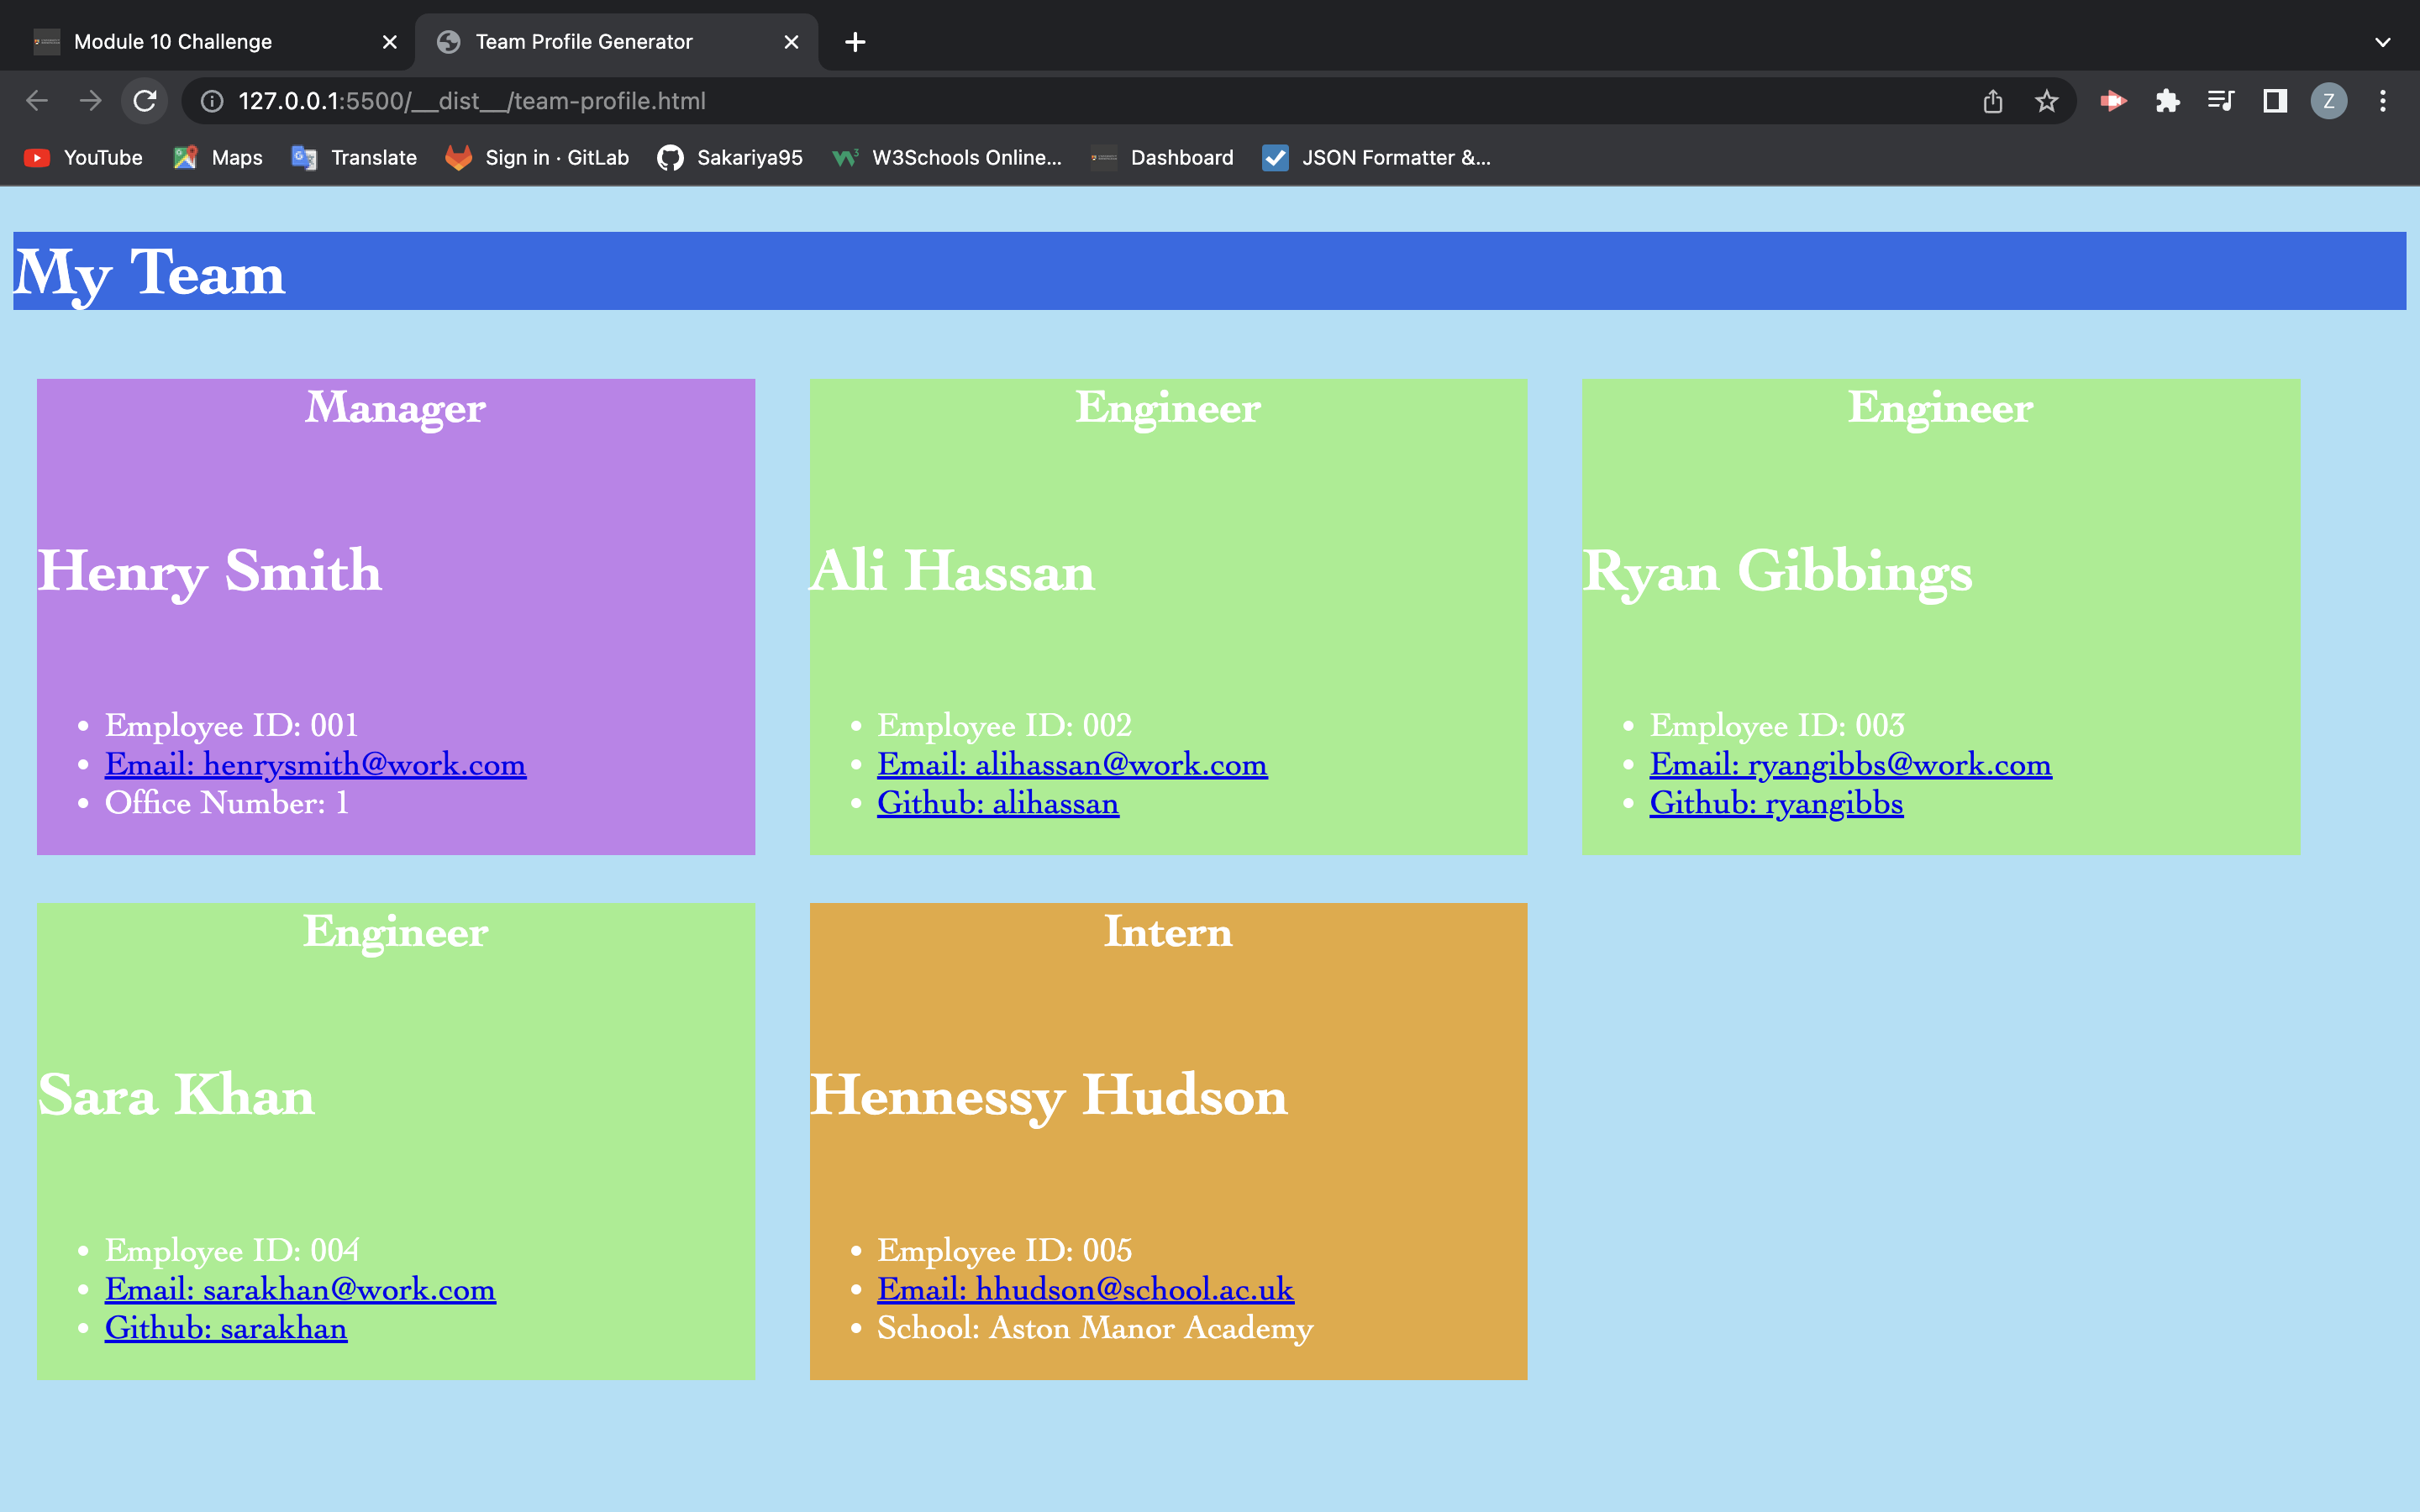 Module 10 Challenge
Team Profile Generator
127.0.0.1:5500/__dist__/team-profile.html
Z
YouTube
Maps
Translate
Sign in · GitLab
Sakariya95
W3Schools Online...
Dashboard
JSON Formatter &...
My Team
Manager
Henry Smith
Employee ID: 001
Email: henrysmith@work.com
Office Number: 1
Engineer
Ali Hassan
Employee ID: 002
Email: alihassan@work.com
Github: alihassan
Engineer
Ryan Gibbings
Employee ID: 003
Email: ryangibbs@work.com
Github: ryangibbs
Engineer
Sara Khan
Employee ID: 004
Email: sarakhan@work.com
Github: sarakhan
Intern
Hennessy Hudson
Employee ID: 005
Email: hhudson@school.ac.uk
School: Aston Manor Academy